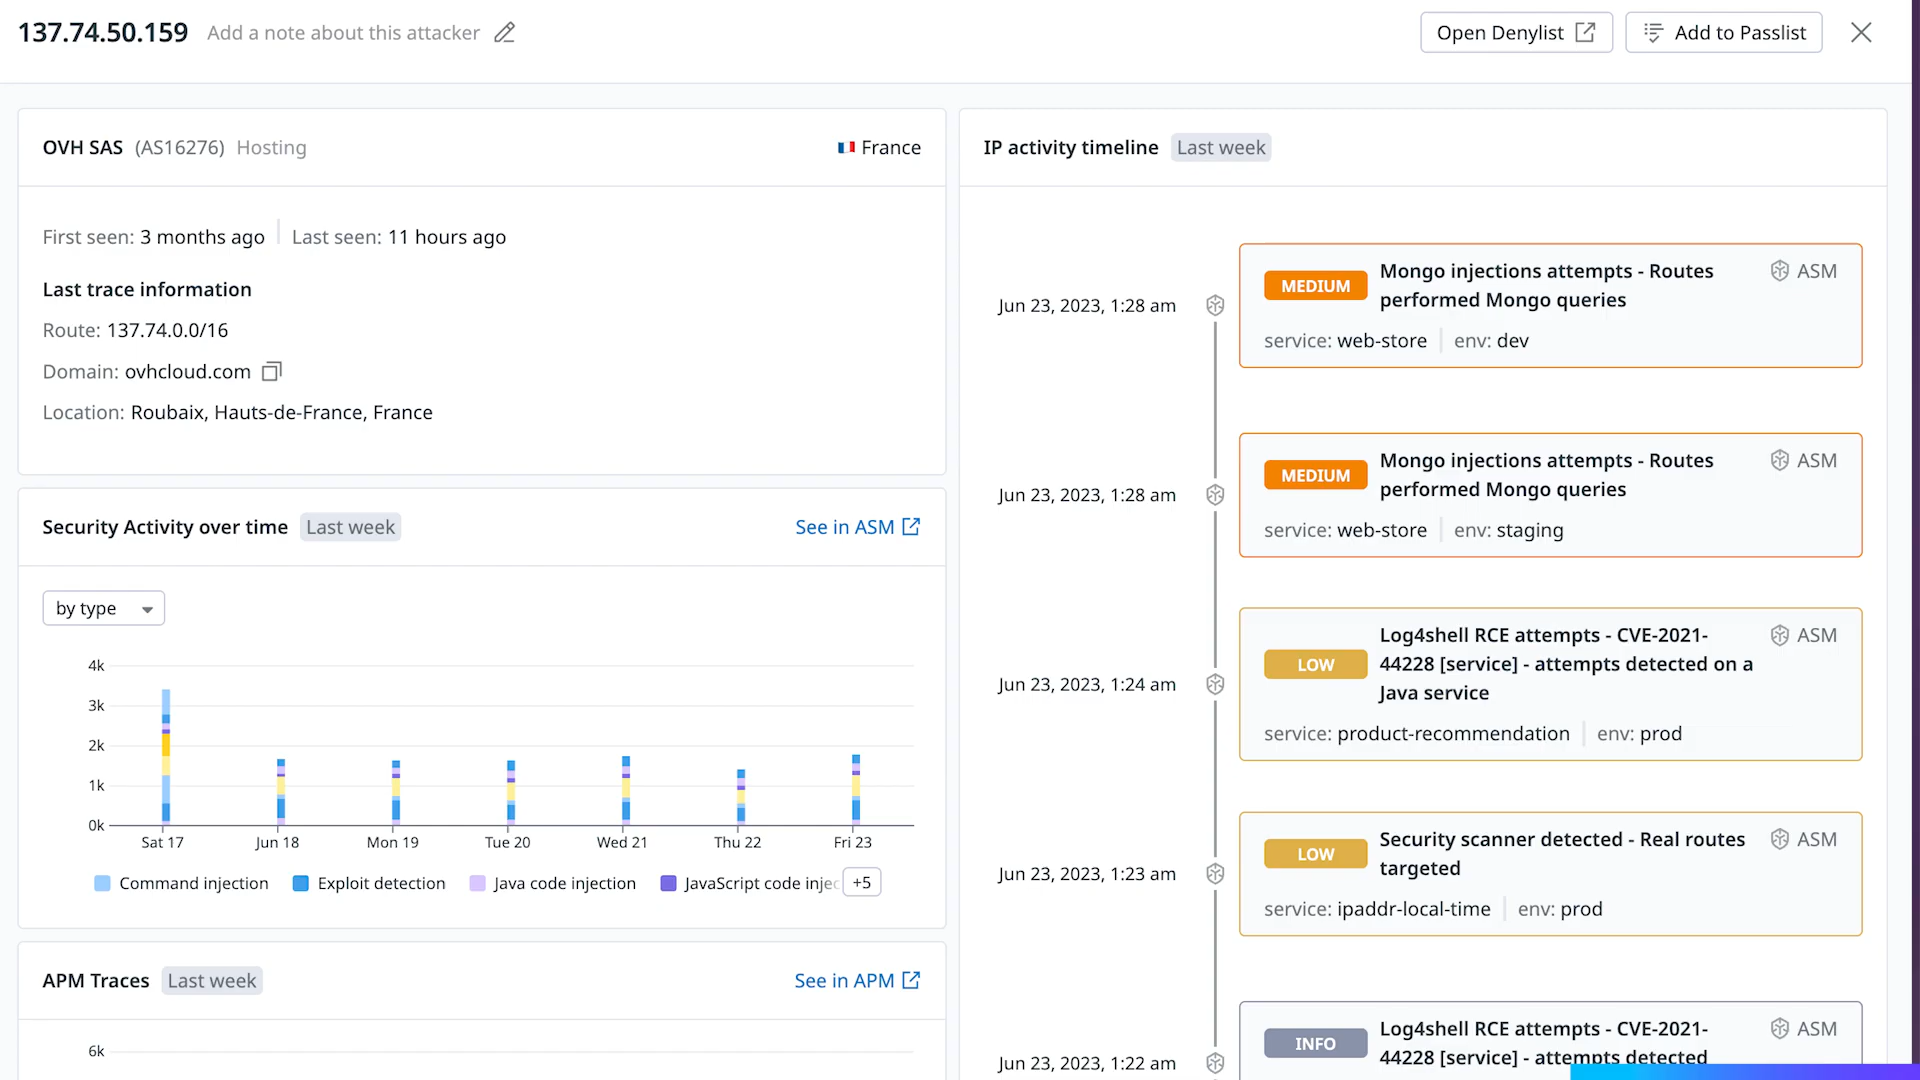 137.74.50.159 Add a note about this attacker
Open Denylist
Add to Passlist
OVH SAS (AS16276) Hosting
France
First seen: 3 months ago
Last seen: 11 hours ago
Last trace information
Route: 137.74.0.0/16
Domain: ovhcloud.com
Location: Roubaix, Hauts-de-France, France
Security Activity over time Last week
See in ASM
by type
4k
3k
2k
1k
0k
Sat 17 Jun 18 Mon 19 Tue 20 Wed 21 Thu 22 Fri 23
Command injection Exploit detection Java code injection JavaScript code injec +5
APM Traces Last week
See in APM
6k
IP activity timeline Last week
Jun 23, 2023, 1:28 am
MEDIUM
Mongo injections attempts - Routes
performed Mongo queries
ASM
service: web-store env: dev
Jun 23, 2023, 1:28 am
MEDIUM
Mongo injections attempts - Routes
performed Mongo queries
ASM
service: web-store env: staging
Jun 23, 2023, 1:24 am
LOW
Log4shell RCE attempts - CVE-2021-
44228 [service] - attempts detected on a
Java service
ASM
service: product-recommendation env: prod
Jun 23, 2023, 1:23 am
LOW
Security scanner detected - Real routes
targeted
ASM
service: ipaddr-local-time env: prod
Jun 23, 2023, 1:22 am
INFO
Log4shell RCE attempts - CVE-2021-
44228 [service] - attempts detected
ASM